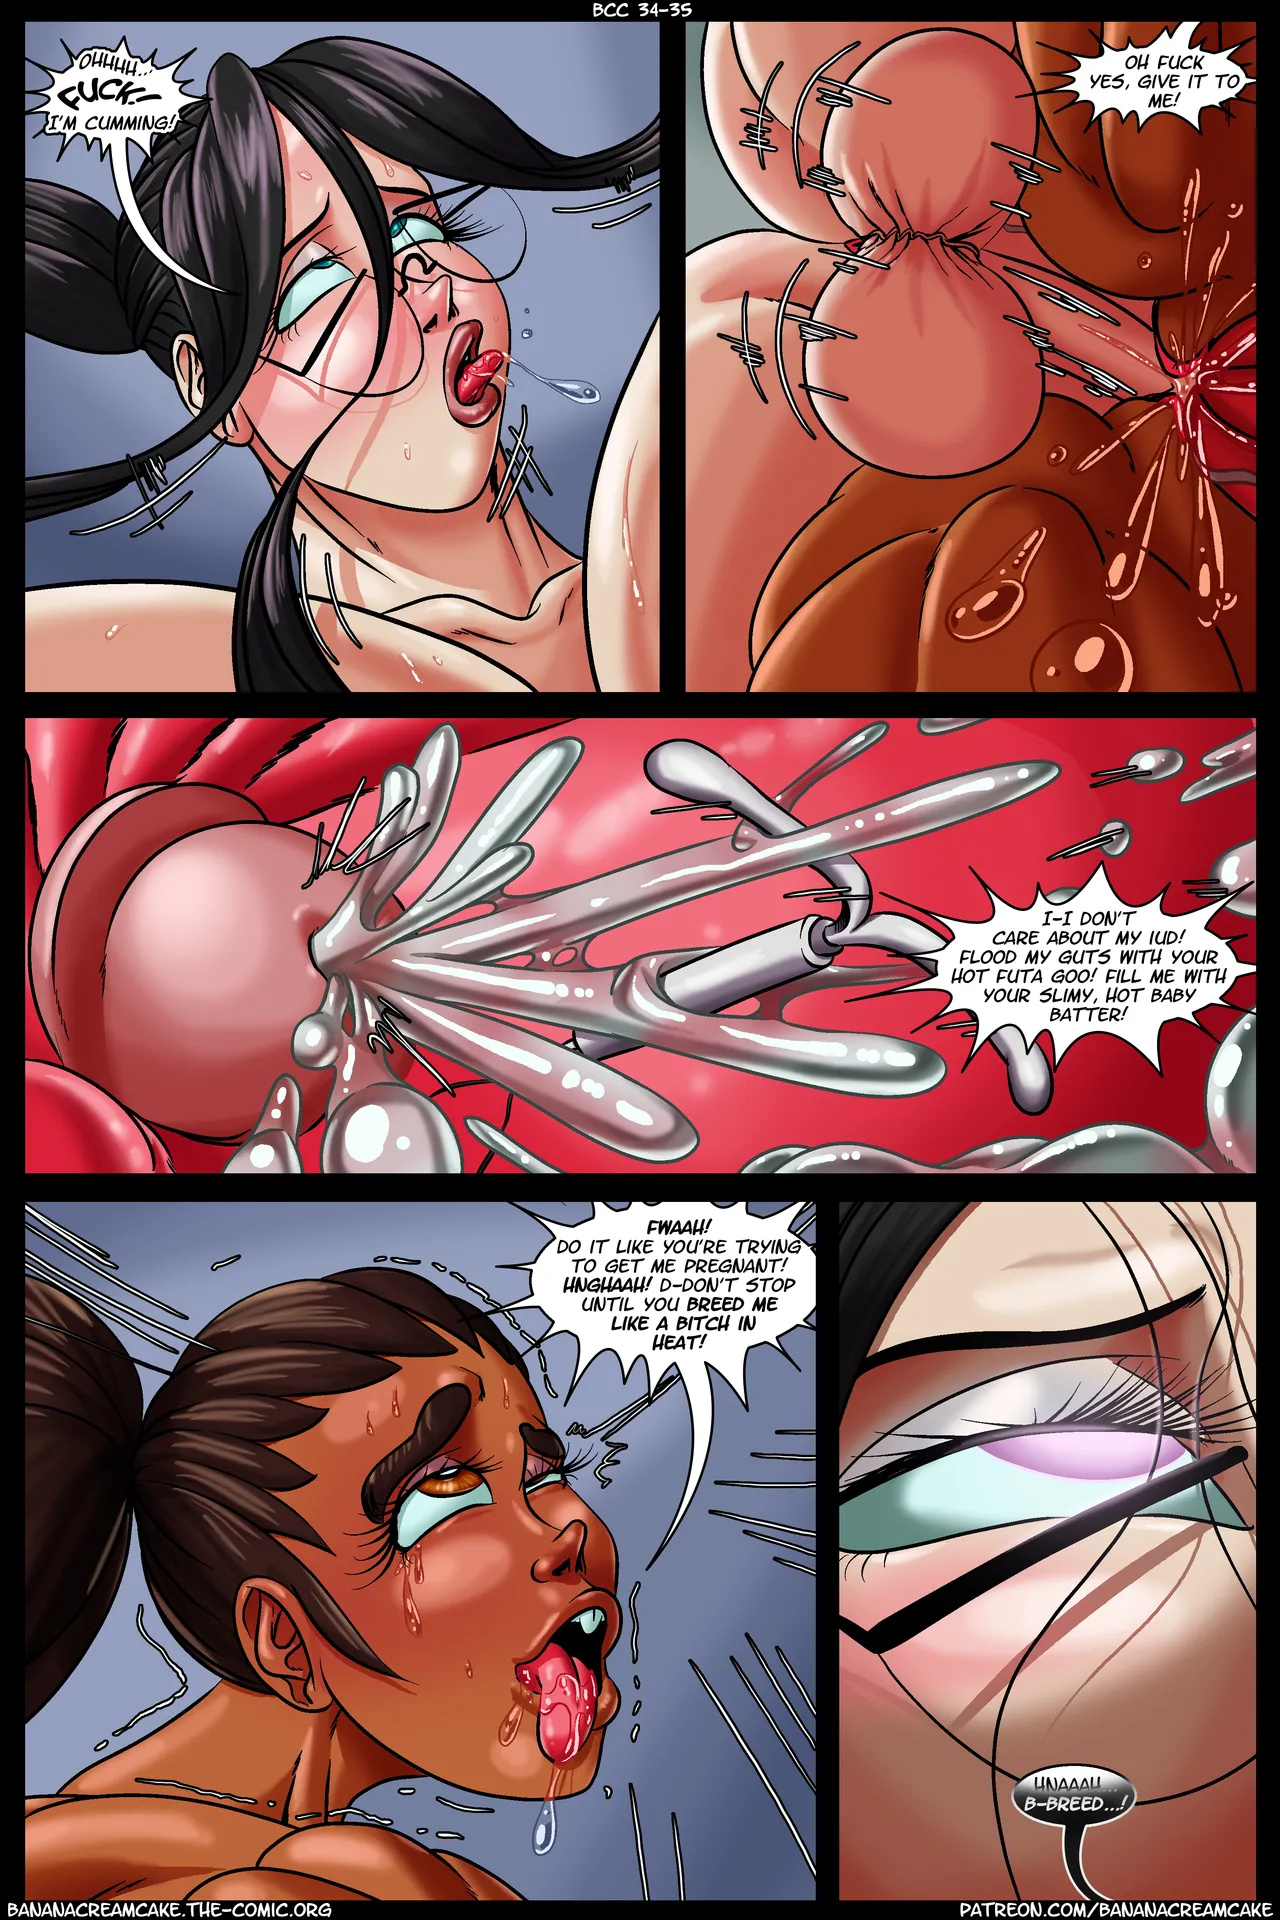 BCC 34-35
OHHHH...
FUCK!
I'M CUMMING!
OH FUCK
YES, GIVE IT TO
ME!
I-I DON'T
CARE ABOUT MY IUD!
FLOOD MY GUTS WITH YOUR
HOT FUTA GOO! FILL ME WITH
YOUR SLIMY, HOT BABY
BATTER!
FWAAH!
DO IT LIKE YOU'RE TRYING
TO GET ME PREGNANT!
HNGHAAH! D-DON'T STOP
UNTIL YOU BREED ME
LIKE A BITCH IN
HEAT!
HNAAAH...
B-BREED...!
BANANACREAMCAKE.THE-COMIC.ORG
PATREON.COM/BANANACREAMCAKE